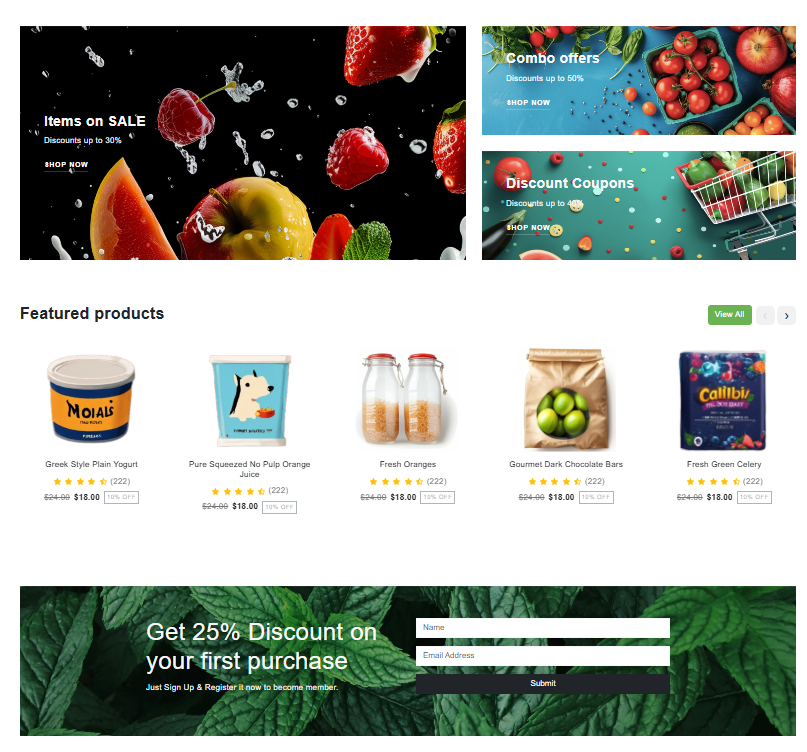 Items on SALE
Discounts up to 30%
SHOP NOW
Combo offers
Discounts up to 50%
SHOP NOW
Discount Coupons
Discounts up to 40%
SHOP NOW
Featured products
View All
Greek Style Plain Yogurt
(222)
$24.00 $18.00 10% OFF
Pure Squeezed No Pulp Orange
Juice
(222)
$24.00 $18.00 10% OFF
Fresh Oranges
(222)
$24.00 $18.00 10% OFF
Gourmet Dark Chocolate Bars
(222)
$24.00 $18.00 10% OFF
Fresh Green Celery
(222)
$24.00 $18.00 10% OFF
Get 25% Discount on
your first purchase
Just Sign Up & Register it now to become member.
Name
Email Address
Submit